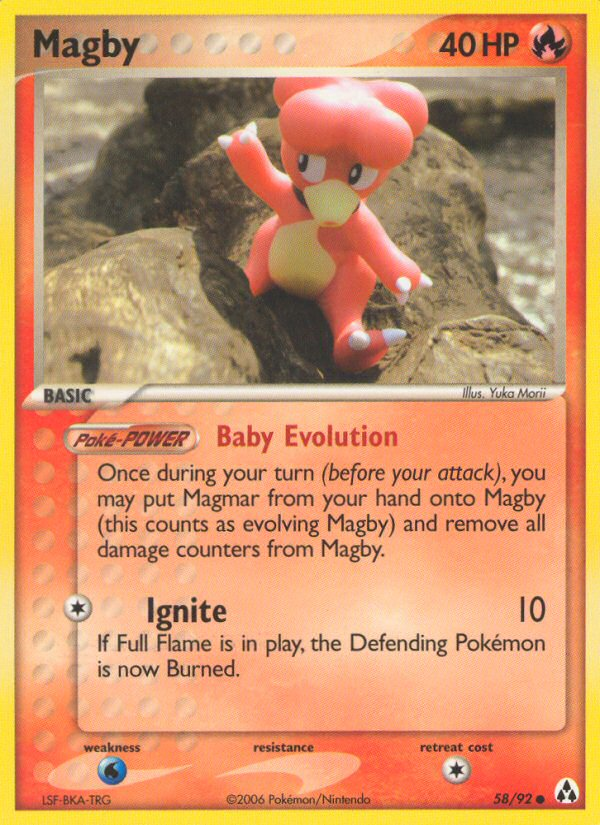 Magby 40 HP
BASIC Illus. Yuka Morii
Poké-POWER Baby Evolution
Once during your turn (before your attack), you
may put Magmar from your hand onto Magby
(this counts as evolving Magby) and remove all
damage counters from Magby.
Ignite 10
If Full Flame is in play, the Defending Pokémon
is now Burned.
weakness resistance retreat cost
LSF·BKA·TRG ©2006 Pokémon/Nintendo 58/92